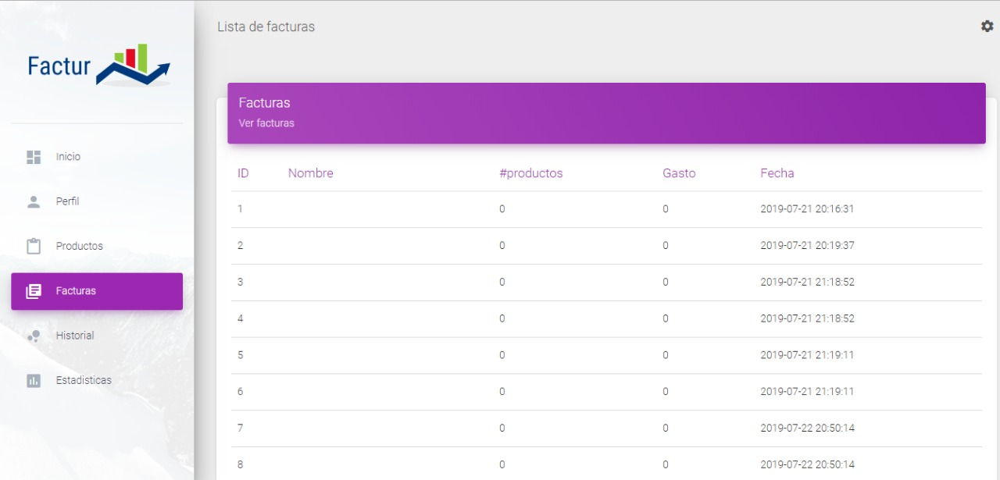 Factur
Inicio
Perfil
Productos
Facturas
Historial
Estadisticas
Lista de facturas
Facturas
Ver facturas
ID Nombre #productos Gasto Fecha
1 0 0 2019-07-21 20:16:31
2 0 0 2019-07-21 20:19:37
3 0 0 2019-07-21 21:18:52
4 0 0 2019-07-21 21:18:52
5 0 0 2019-07-21 21:19:11
6 0 0 2019-07-21 21:19:11
7 0 0 2019-07-22 20:50:14
8 0 0 2019-07-22 20:50:14